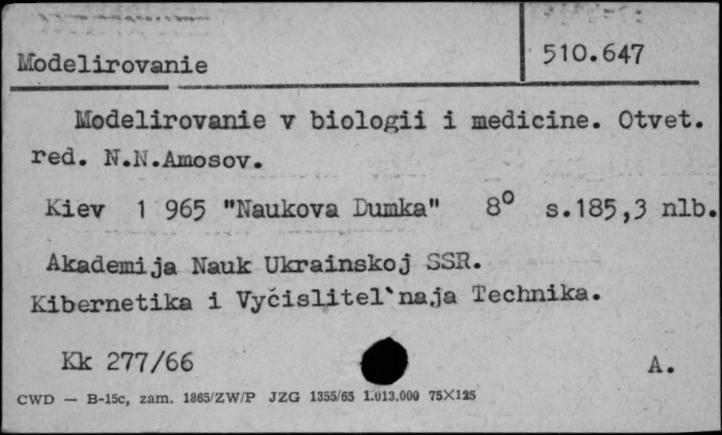 Modelirovanie
510.647
Modelirovanie v biologii i medicine. Otvet.
red. N.N.Amosov.
Kiev 1 965 "Naukova Dumka" 8° s.185,3 nlb.
Akademija Nauk Ukrainskoj SSR.
Kibernetika i Vyčislitel`naja Technika.
Kk 277/66
A.
CWD — B-15c, zam. 1865/ZW/P JZG 1355/65 1.013.000 75X125